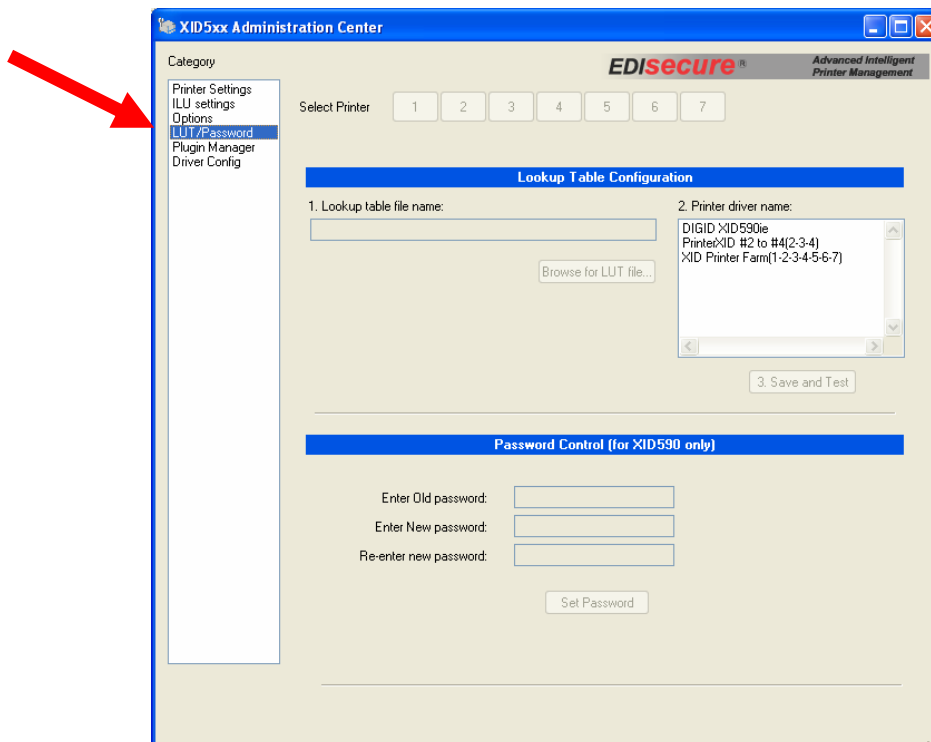 XID5xx Administration Center
Category
EDIsecure®
Advanced Intelligent
Printer Management
Printer Settings
ILU settings
Options
LUT/Password
Plugin Manager
Driver Config
Select Printer 1 2 3 4 5 6 7
Lookup Table Configuration
1. Lookup table file name:
2. Printer driver name:
DIGID XID590ie
PrinterXID #2 to #4(2-3-4)
XID Printer Farm(1-2-3-4-5-6-7)
Browse for LUT file...
3. Save and Test
Password Control (for XID590 only)
Enter Old password:
Enter New password:
Re-enter new password:
Set Password